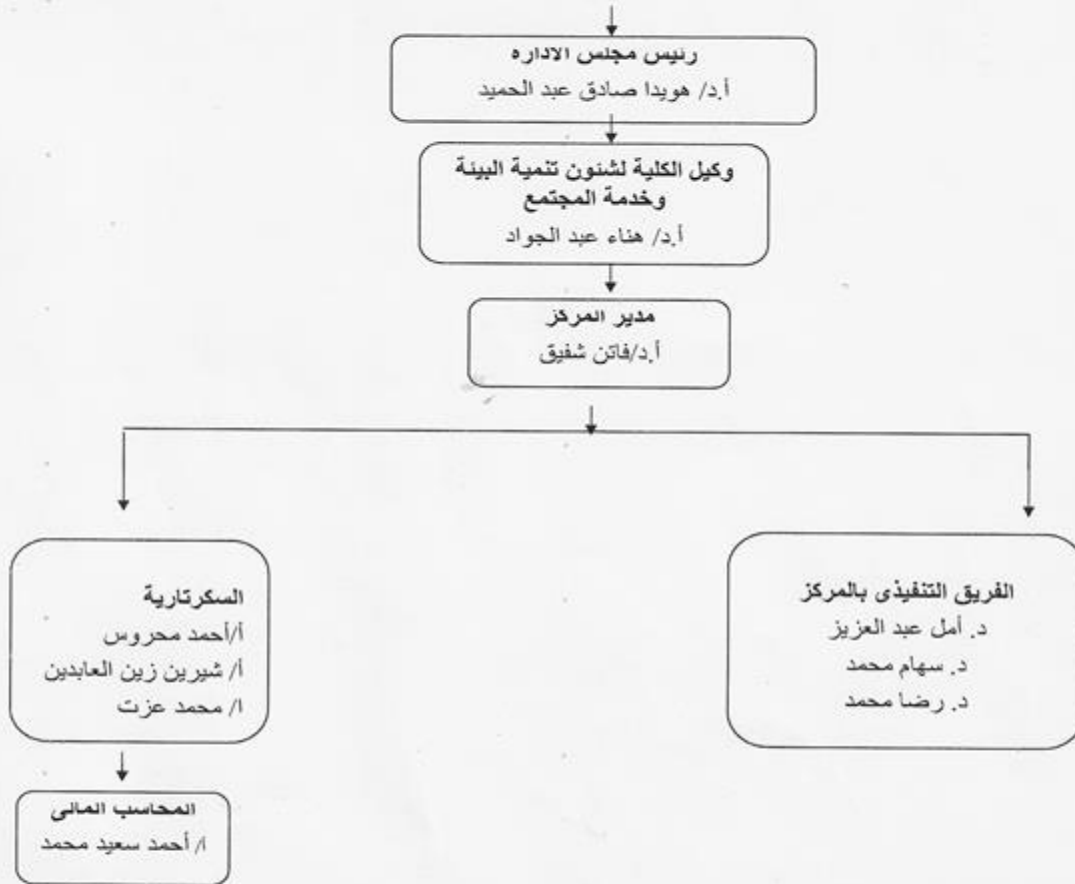 رئيس مجلس الاداره
أ.د/ هويدا صادق عبد الحميد
وكيل الكلية لشئون تنمية البيئة
وخدمة المجتمع
أ.د/ هناء عبد الجواد
مدير المركز
أ.د/فاتن شفيق
الفريق التنفيذى بالمركز
د. أمل عبد العزيز
د. سهام محمد
د. رضا محمد
السكرتارية
أ/أحمد محروس
أ/ شيرين زين العابدين
ا/ محمد عزت
المحاسب المالى
ا/ أحمد سعيد محمد